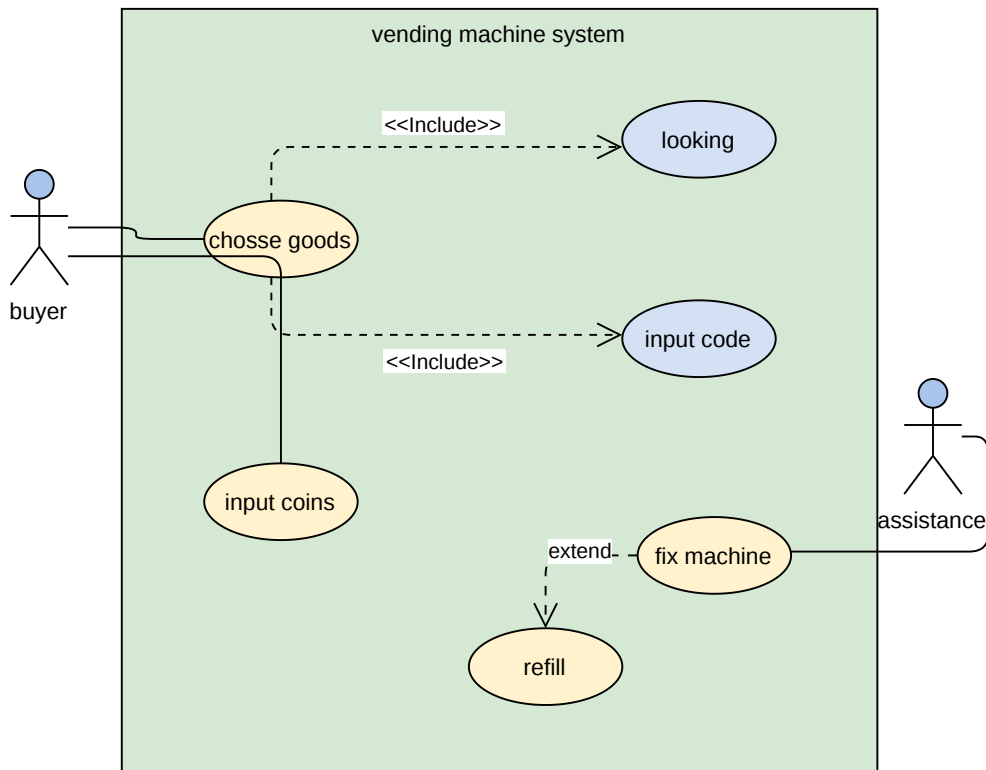 vending machine system
<<Include>>
looking
chosse goods
buyer
input code
<<Include>>
input coins
assistance
extend
fix machine
refill